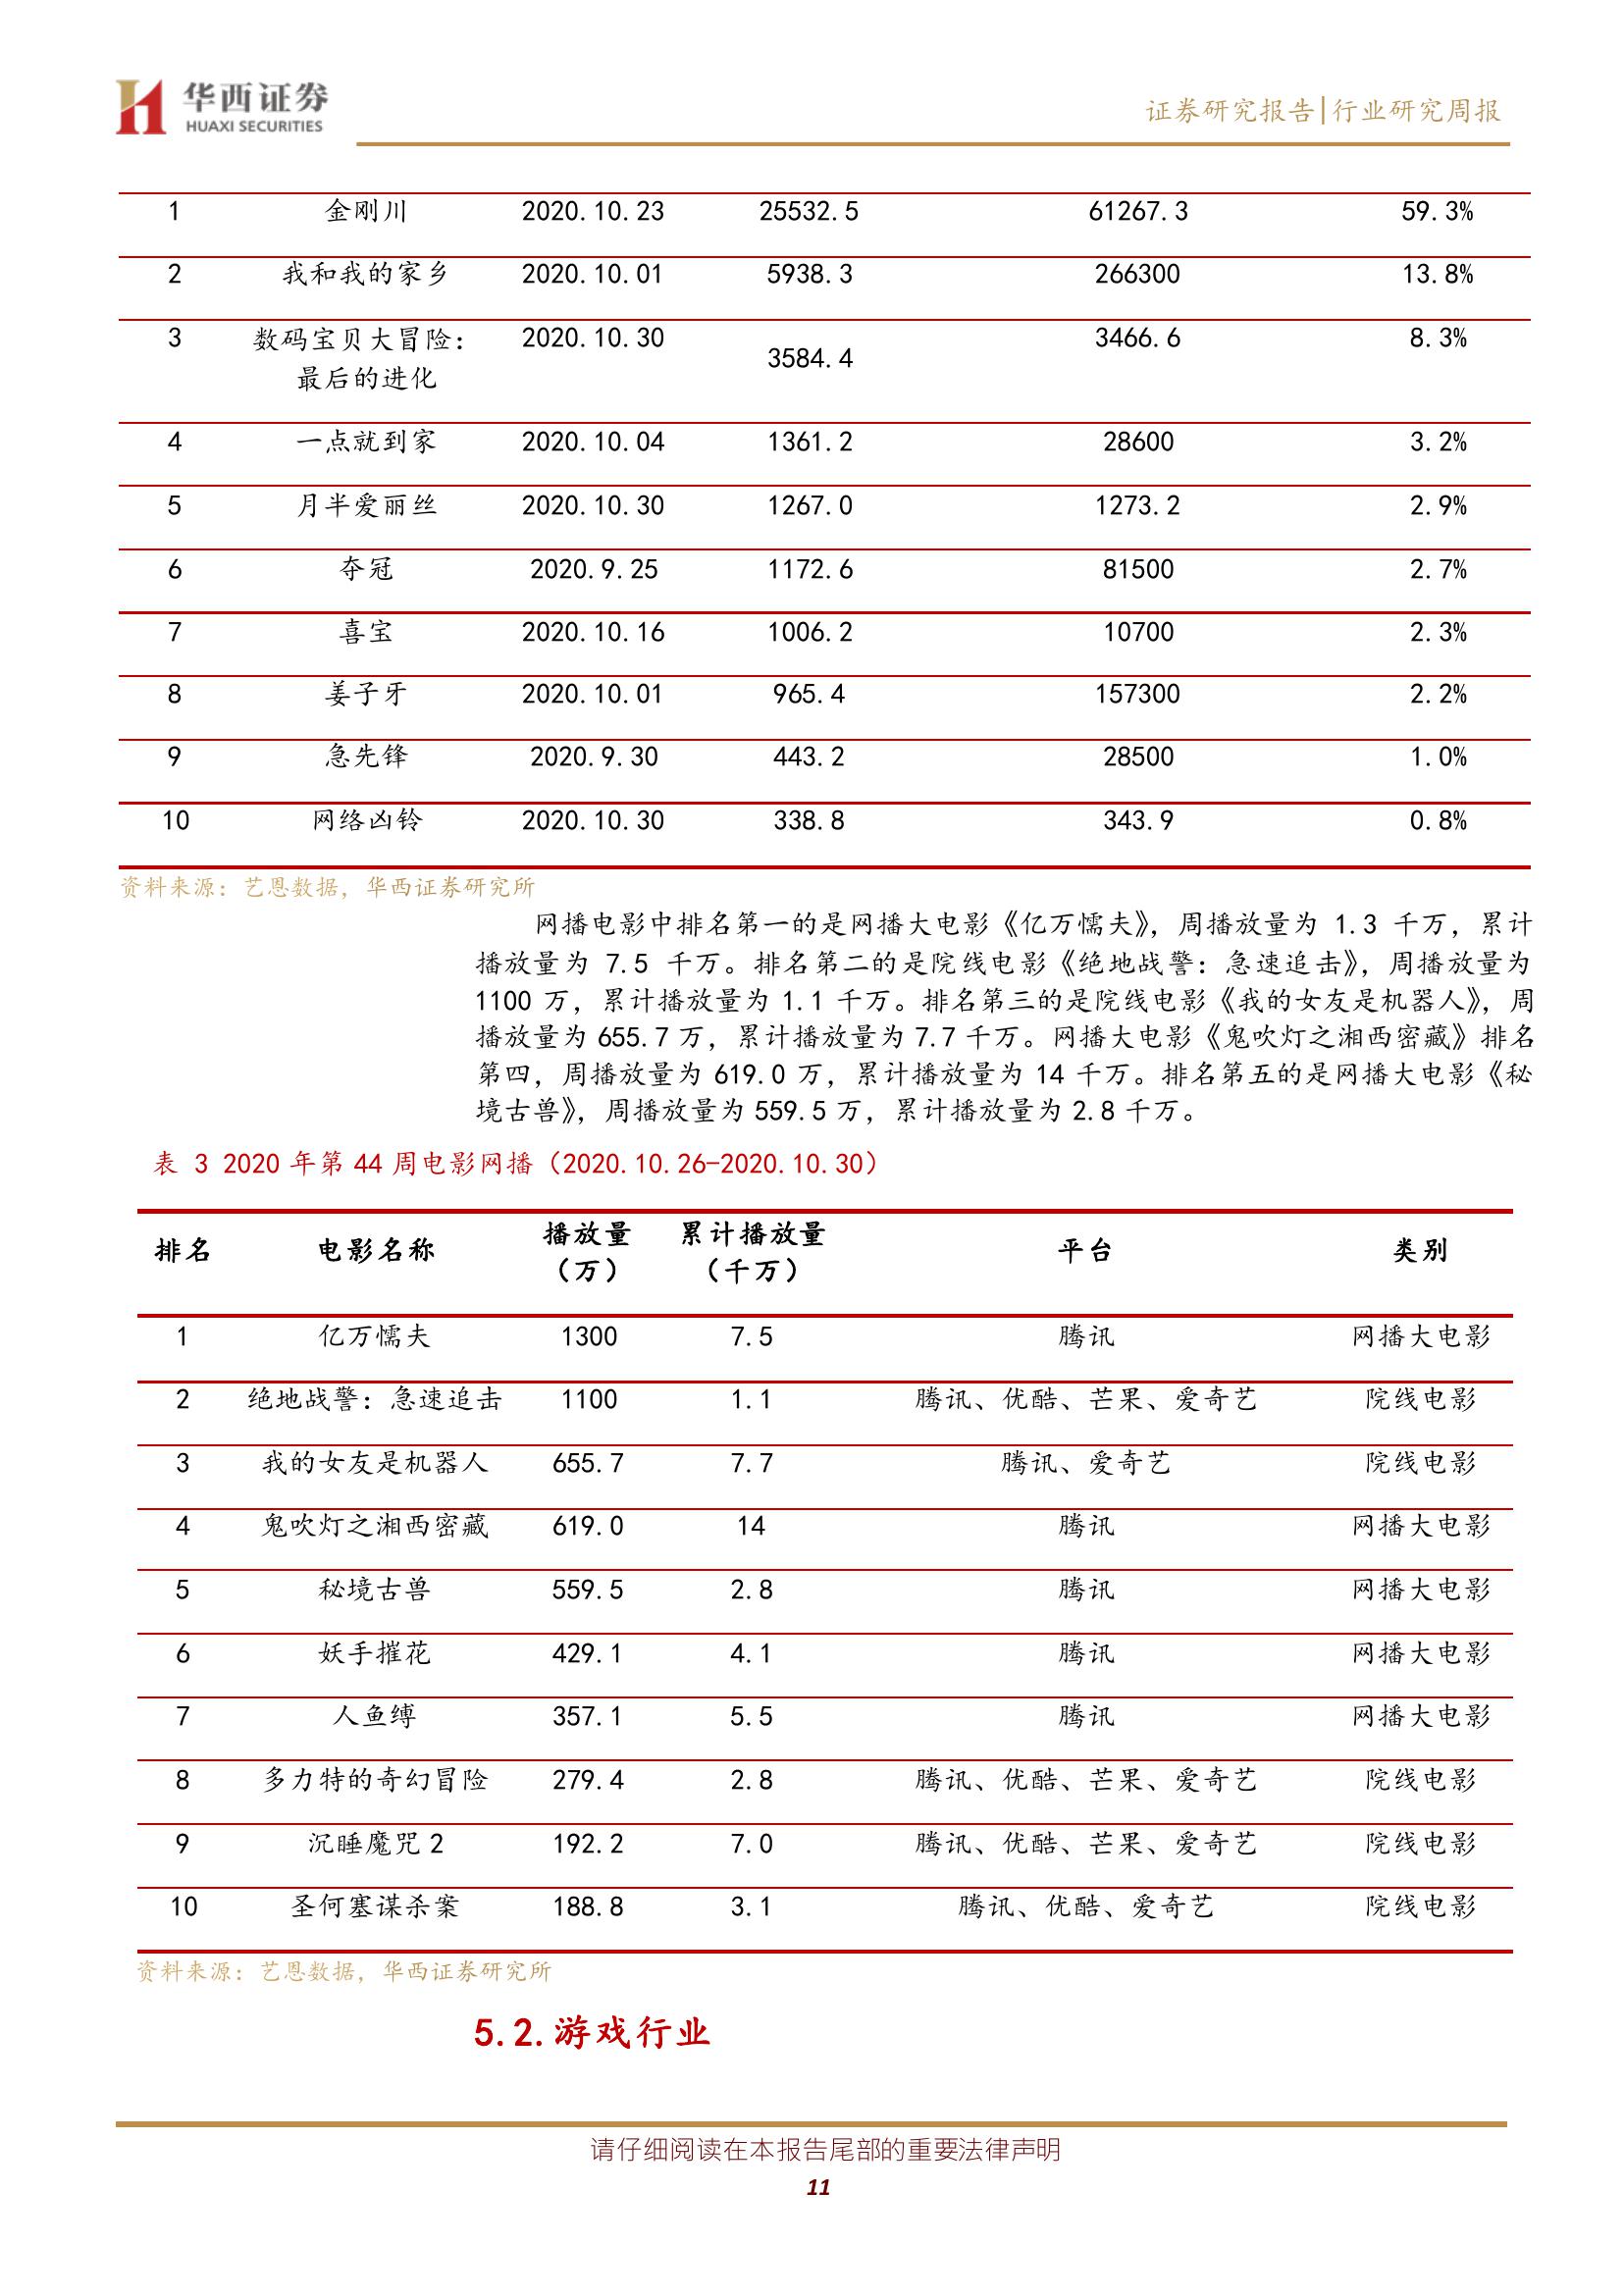 华西证券
HUAXI SECURITIES
证券研究报告|行业研究周报
1 金刚川 2020.10.23 25532.5 61267.3 59.3%
2 我和我的家乡 2020.10.01 5938.3 266300 13.8%
3 数码宝贝大冒险： 2020.10.30 3584.4 3466.6 8.3%
最后的进化
4 一点就到家 2020.10.04 1361.2 28600 3.2%
5 月半爱丽丝 2020.10.30 1267.0 1273.2 2.9%
6 夺冠 2020.9.25 1172.6 81500 2.7%
7 喜宝 2020.10.16 1006.2 10700 2.3%
8 姜子牙 2020.10.01 965.4 157300 2.2%
9 急先锋 2020.9.30 443.2 28500 1.0%
10 网络凶铃 2020.10.30 338.8 343.9 0.8%
资料来源：艺恩数据，华西证券研究所
网播电影中排名第一的是网播大电影《亿万懦夫》，周播放量为 1.3 千万，累计
播放量为 7.5 千万。排名第二的是院线电影《绝地战警：急速追击》，周播放量为
1100 万，累计播放量为 1.1 千万。排名第三的是院线电影《我的女友是机器人》，周
播放量为 655.7 万，累计播放量为 7.7 千万。网播大电影《鬼吹灯之湘西密藏》排名
第四，周播放量为 619.0 万，累计播放量为 14 千万。排名第五的是网播大电影《秘
境古兽》，周播放量为 559.5 万，累计播放量为 2.8 千万。
表 3 2020 年第 44 周电影网播（2020.10.26-2020.10.30）
排名 电影名称 播放量 累计播放量 平台 类别
（万） （千万）
1 亿万懦夫 1300 7.5 腾讯 网播大电影
2 绝地战警：急速追击 1100 1.1 腾讯、优酷、芒果、爱奇艺 院线电影
3 我的女友是机器人 655.7 7.7 腾讯、爱奇艺 院线电影
4 鬼吹灯之湘西密藏 619.0 14 腾讯 网播大电影
5 秘境古兽 559.5 2.8 腾讯 网播大电影
6 妖手摧花 429.1 4.1 腾讯 网播大电影
7 人鱼缚 357.1 5.5 腾讯 网播大电影
8 多力特的奇幻冒险 279.4 2.8 腾讯、优酷、芒果、爱奇艺 院线电影
9 沉睡魔咒 2 192.2 7.0 腾讯、优酷、芒果、爱奇艺 院线电影
10 圣何塞谋杀案 188.8 3.1 腾讯、优酷、爱奇艺 院线电影
资料来源：艺恩数据，华西证券研究所
5.2.游戏行业
请仔细阅读在本报告尾部的重要法律声明
11